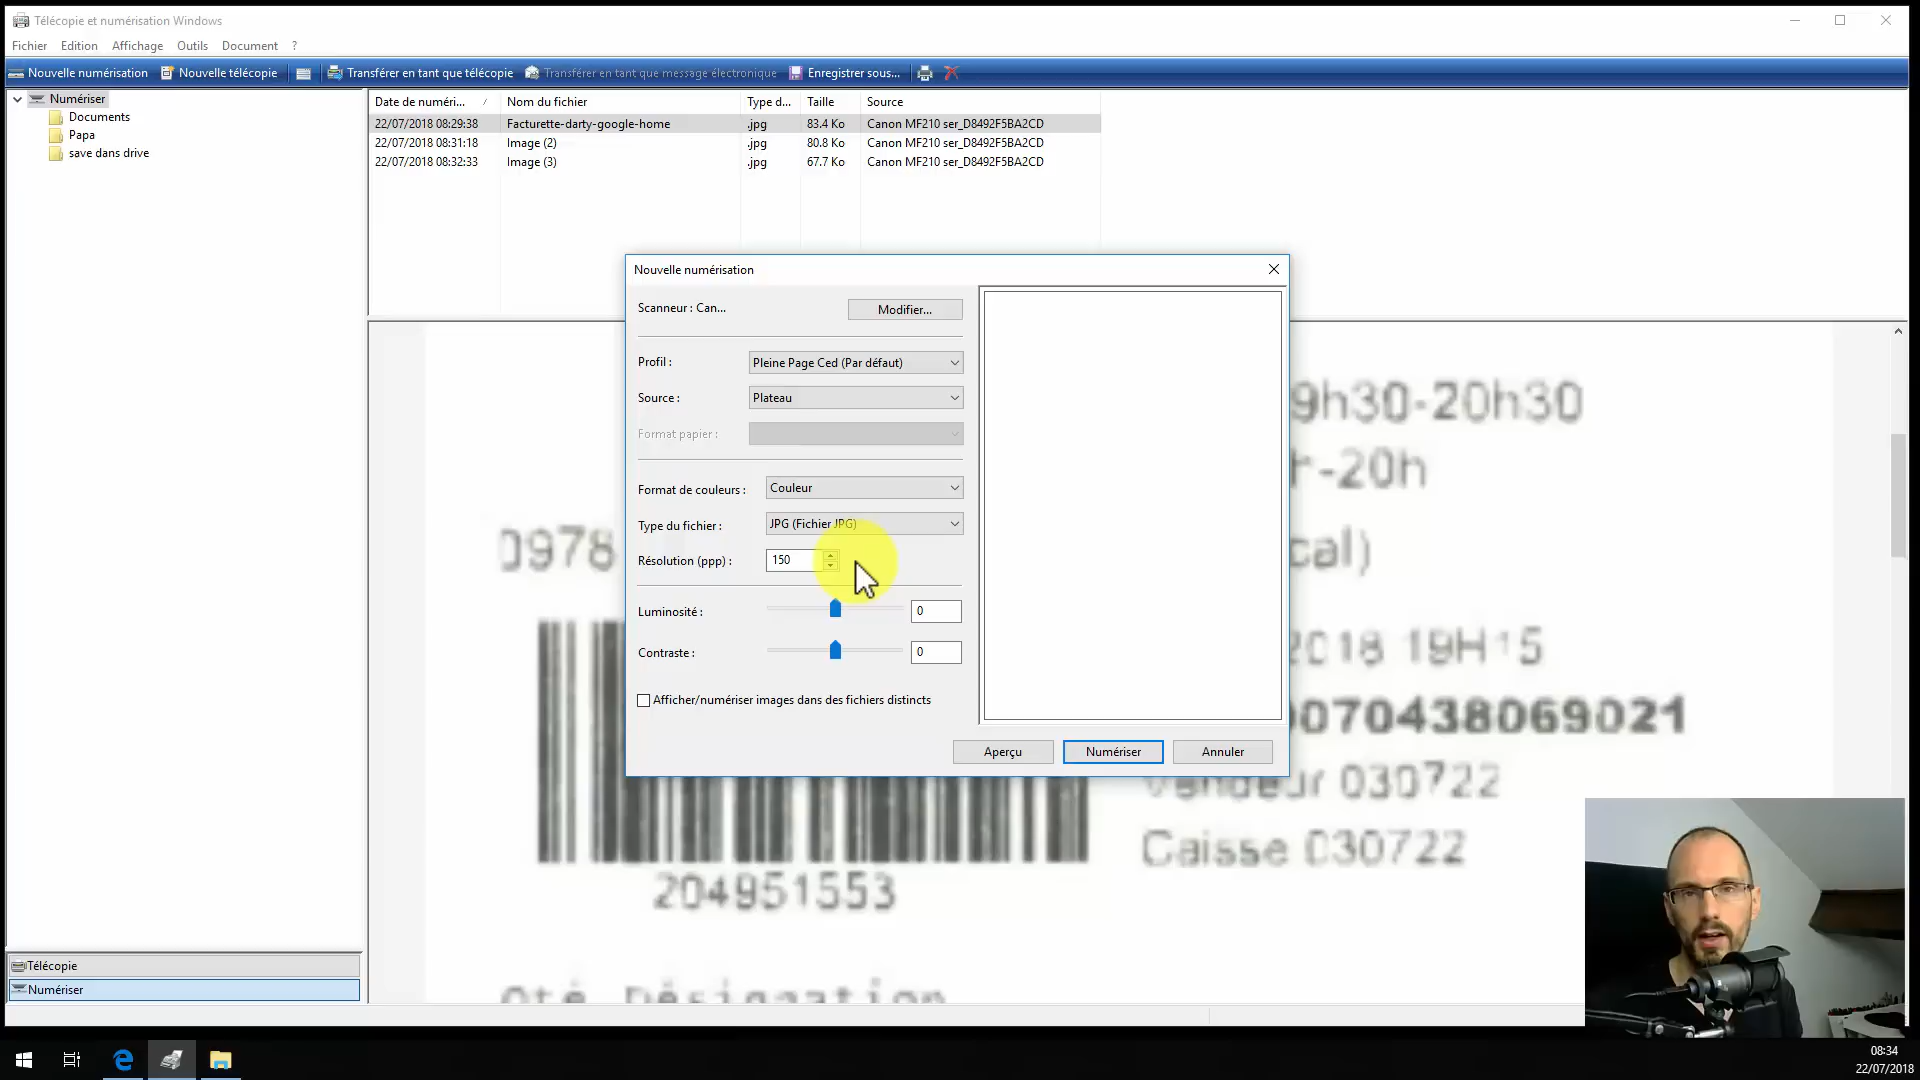 Télécopie et numérisation Windows
Fichier Edition Affichage Outils Document ?
Nouvelle numérisation Nouvelle télécopie Transférer en tant que télécopie Transférer en tant que message électronique Enregistrer sous...
Numériser
Documents
Papa
save dans drive
Date de numéri... Nom du fichier Type d... Taille Source
22/07/2018 08:29:38 Facturette-darty-google-home .jpg 83.4 Ko Canon MF210 ser_D8492F5BA2CD
22/07/2018 08:31:18 Image (2) .jpg 80.8 Ko Canon MF210 ser_D8492F5BA2CD
22/07/2018 08:32:33 Image (3) .jpg 67.7 Ko Canon MF210 ser_D8492F5BA2CD
Nouvelle numérisation
Scanneur : Can... Modifier...
Profil : Pleine Page Ced (Par défaut)
Source : Plateau
Format papier :
Format de couleurs : Couleur
Type du fichier : JPG (Fichier JPG)
Résolution (ppp) : 150
Luminosité : 0
Contraste : 0
Afficher/numériser images dans des fichiers distincts
Aperçu Numériser Annuler
9h30-20h30
-20h
0978
cal)
2018 19H15
0070438069021
Vendeur 030722
Caisse 030722
204951553
Qté Désignation
Télécopie
Numériser
08:34
22/07/2018